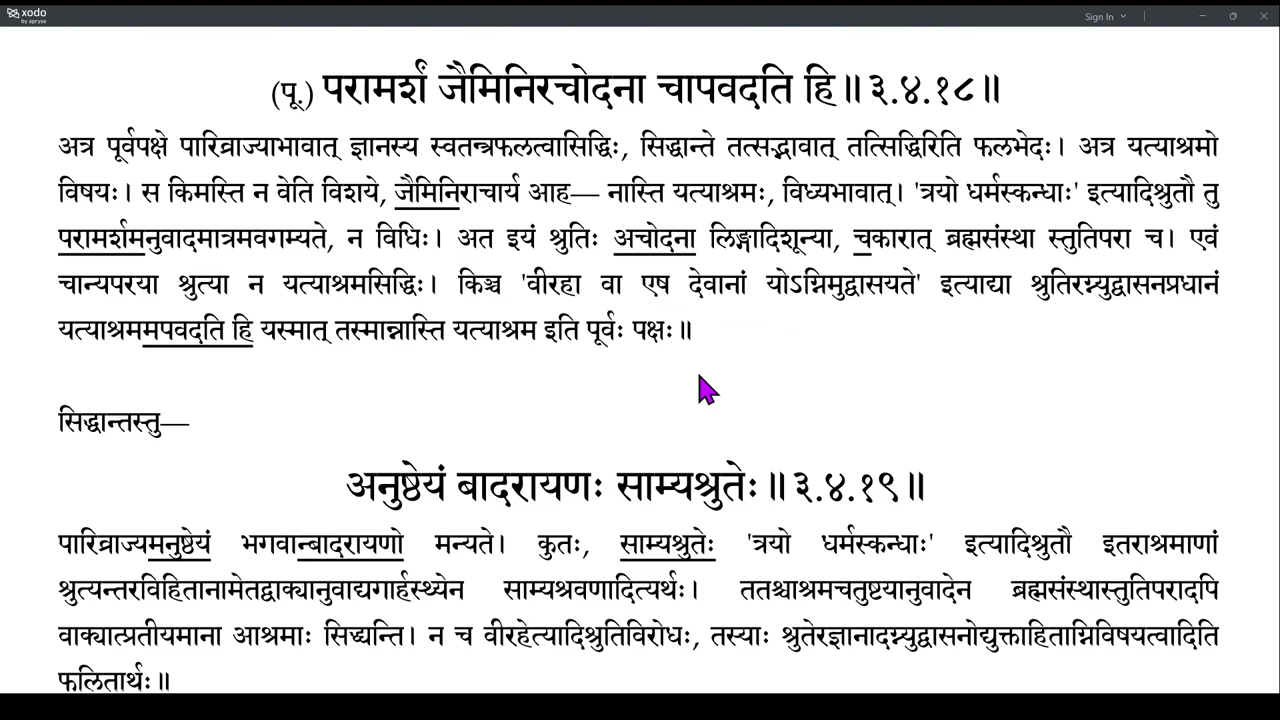 xodo
by apryse
Sign In
(पू.) परामर्शं जैमिनिरचोदना चापवदति हि॥३.४.१८॥
अत्र पूर्वपक्षे पारिव्राज्याभावात् ज्ञानस्य स्वतन्त्रफलत्वासिद्धिः, सिद्धान्ते तत्सद्भावात् तत्सिद्धिरिति फलभेदः। अत्र यत्याश्रमो
विषयः। स किमस्ति न वेति विशये, जैमिनिराचार्य आह— नास्ति यत्याश्रमः, विध्यभावात्। 'त्रयो धर्मस्कन्धाः' इत्यादिश्रुतौ तु
परामर्शमनुवादमात्रमवगम्यते, न विधिः। अत इयं श्रुतिः अचोदना लिङ्गादिशून्या, चकारात् ब्रह्मसंस्था स्तुतिपरा च। एवं
चान्यपरया श्रुत्या न यत्याश्रमसिद्धिः। किञ्च 'वीरहा वा एष देवानां योऽग्निमुद्वासयते' इत्याद्या श्रुतिरग्न्युद्वासनप्रधानं
यत्याश्रममपवदति हि यस्मात् तस्मान्नास्ति यत्याश्रम इति पूर्वः पक्षः॥
सिद्धान्तस्तु—
अनुष्ठेयं बादरायणः साम्यश्रुतेः॥३.४.१९॥
पारिव्राज्यमनुष्ठेयं भगवान्बादरायणो मन्यते। कुतः, साम्यश्रुतेः 'त्रयो धर्मस्कन्धाः' इत्यादिश्रुतौ इतराश्रमाणां
श्रुत्यन्तरविहितानामेतद्वाक्यानुवाद्यगार्हस्थ्येन साम्यश्रवणादित्यर्थः। ततश्चाश्रमचतुष्टयानुवादेन ब्रह्मसंस्थास्तुतिपरादपि
वाक्यात्प्रतीयमाना आश्रमाः सिद्ध्यन्ति। न च वीरहेत्यादिश्रुतिविरोधः, तस्याः श्रुतेरज्ञानादग्न्युद्वासनोद्युक्ताहिताग्निविषयत्वादिति
फलितार्थः॥